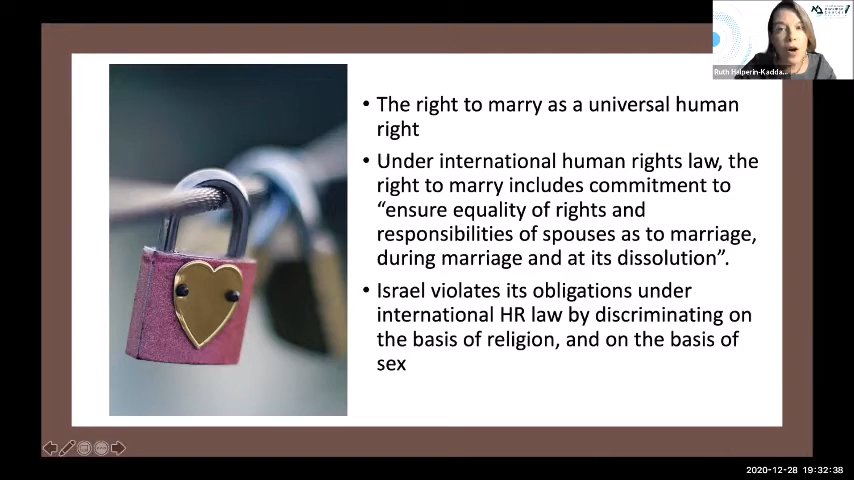 Ruth Halperin-Kadda...
• The right to marry as a universal human
right
• Under international human rights law, the
right to marry includes commitment to
“ensure equality of rights and
responsibilities of spouses as to marriage,
during marriage and at its dissolution”.
• Israel violates its obligations under
international HR law by discriminating on
the basis of religion, and on the basis of
sex
2020-12-28 19:32:38